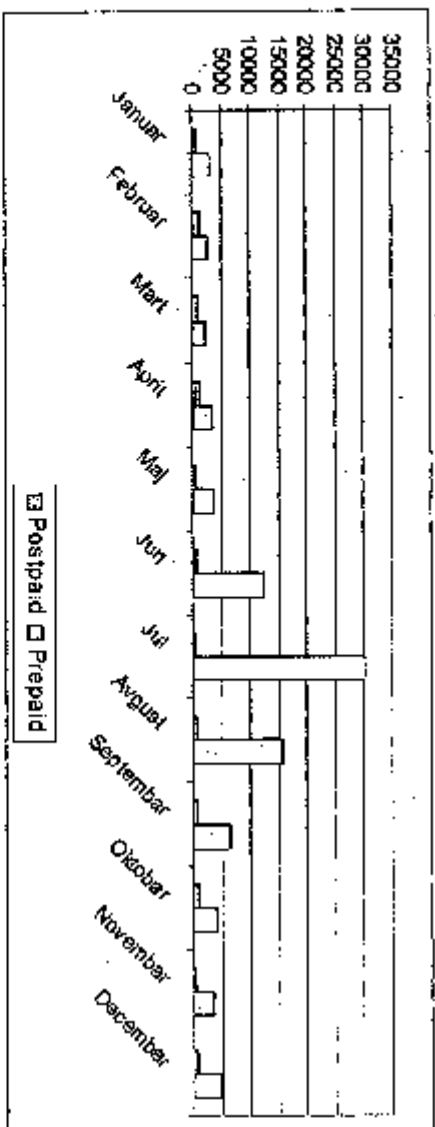 35000
30000
25000
20000
15000
10000
5000
0
Januar
Februar
Mart
April
Maj
Jun
Jul
Avgust
Septembar
Oktobar
Novembar
Decembar
Postpaid Prepaid